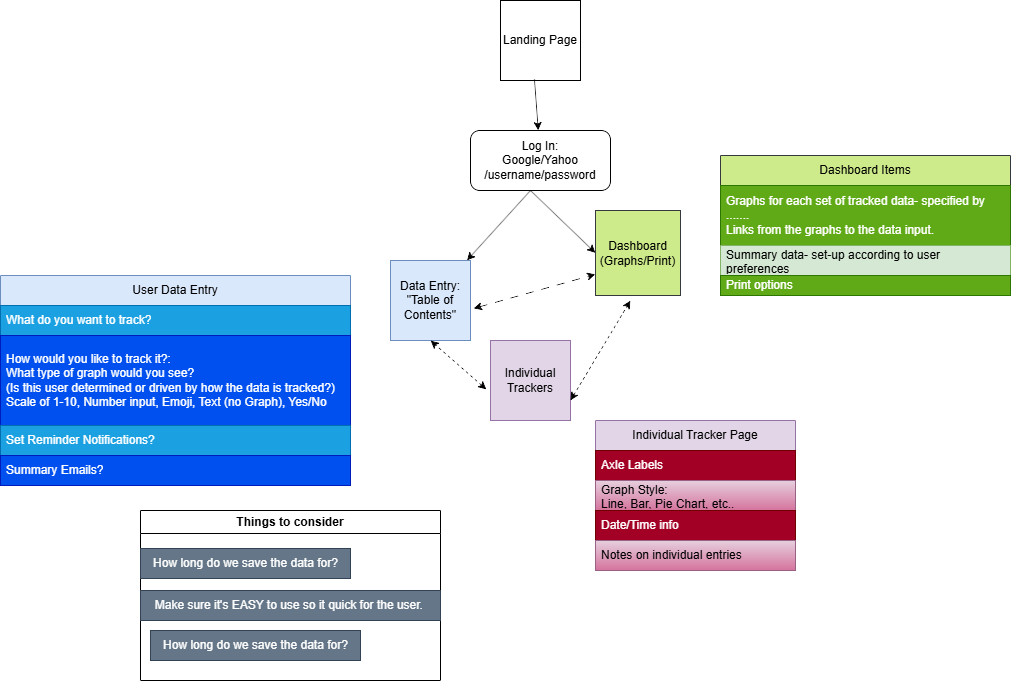 Landing Page
Log In:
Google/Yahoo
/username/password
Dashboard
(Graphs/Print)
Data Entry:
"Table of
Contents"
Individual
Trackers
Dashboard Items
Graphs for each set of tracked data- specified by
.......
Links from the graphs to the data input.
Summary data- set-up according to user
preferences
Print options
User Data Entry
What do you want to track?
How would you like to track it?:
What type of graph would you see?
(Is this user determined or driven by how the data is tracked?)
Scale of 1-10, Number input, Emoji, Text (no Graph), Yes/No
Set Reminder Notifications?
Summary Emails?
Individual Tracker Page
Axle Labels
Graph Style:
Line, Bar, Pie Chart, etc..
Date/Time info
Notes on individual entries
Things to consider
How long do we save the data for?
Make sure it's EASY to use so it quick for the user.
How long do we save the data for?